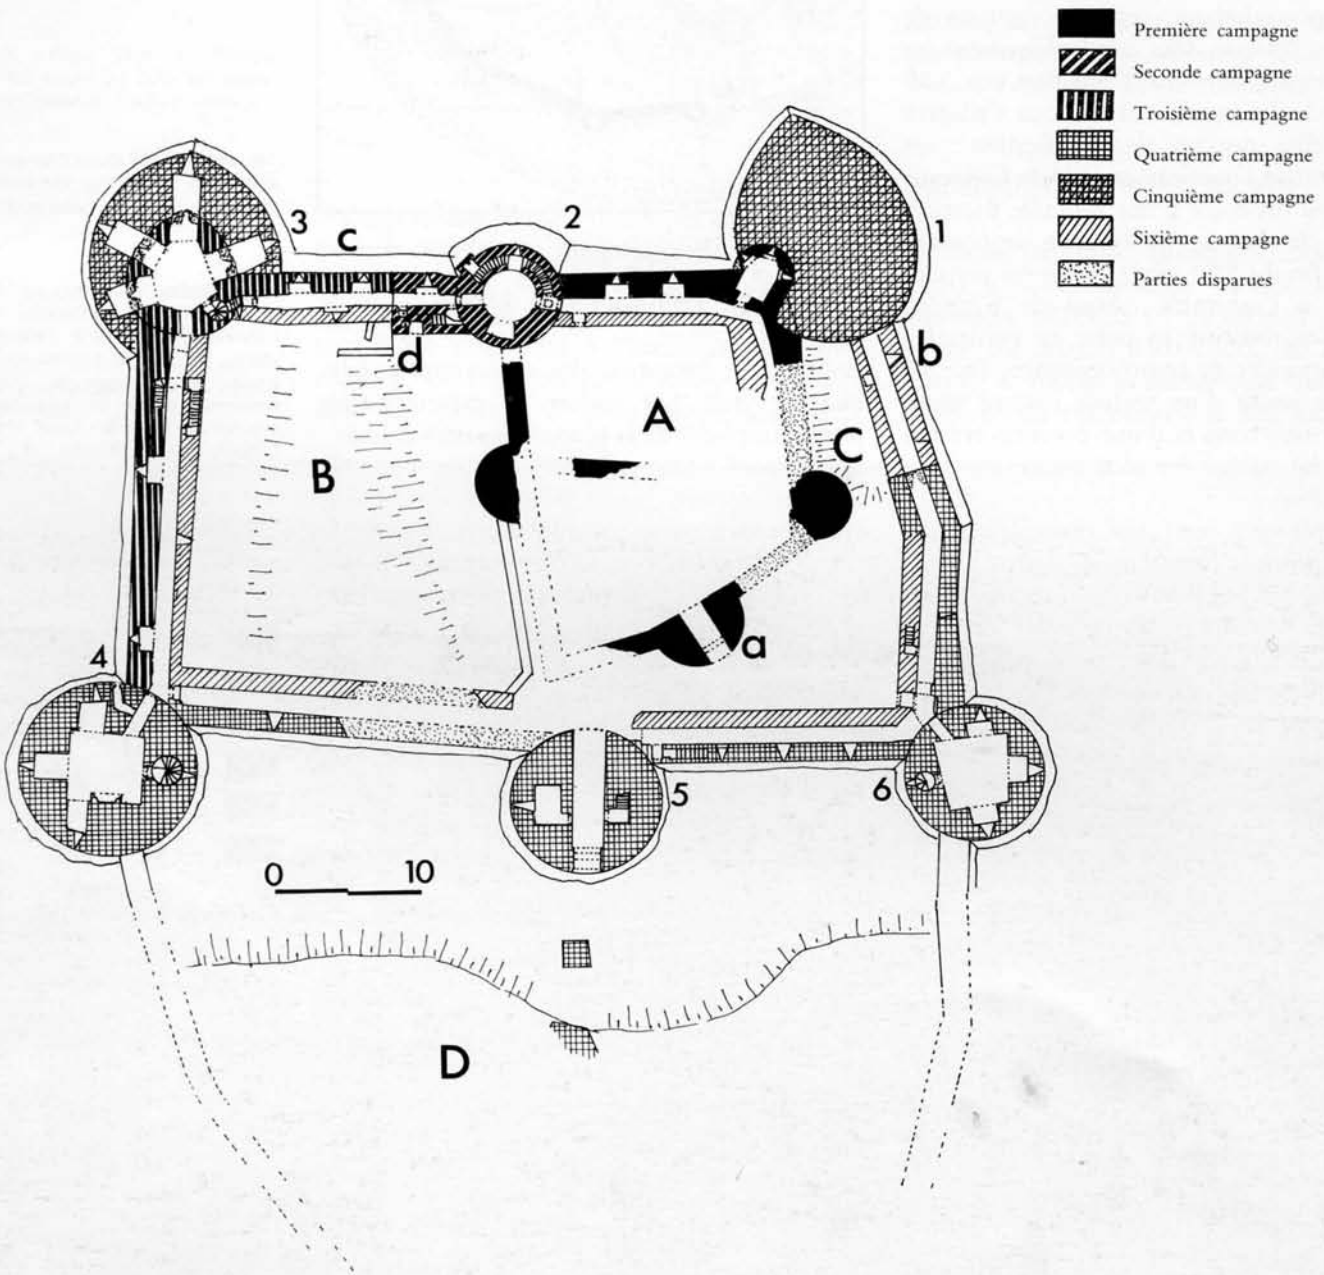 Première campagne
Seconde campagne
Troisième campagne
Quatrième campagne
Cinquième campagne
Sixième campagne
Parties disparues
3
c
2
1
b
d
A
B
C
a
4
5
6
0 10
D